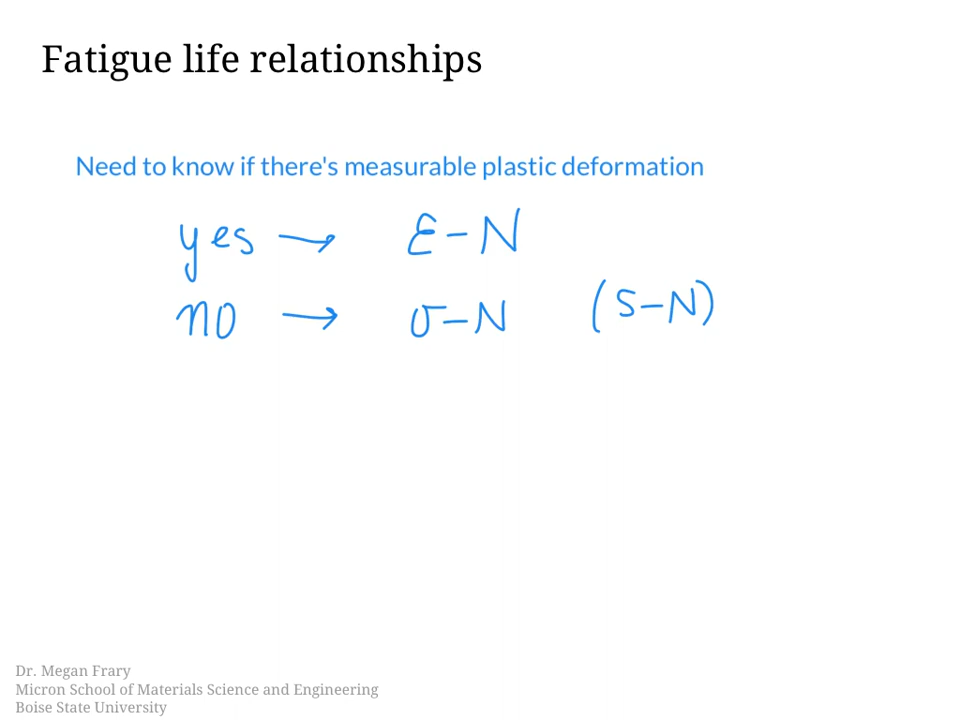 Fatigue life relationships
Need to know if there's measurable plastic deformation
yes → ε-N
no → σ-N (S-N)
Dr. Megan Frary
Micron School of Materials Science and Engineering
Boise State University